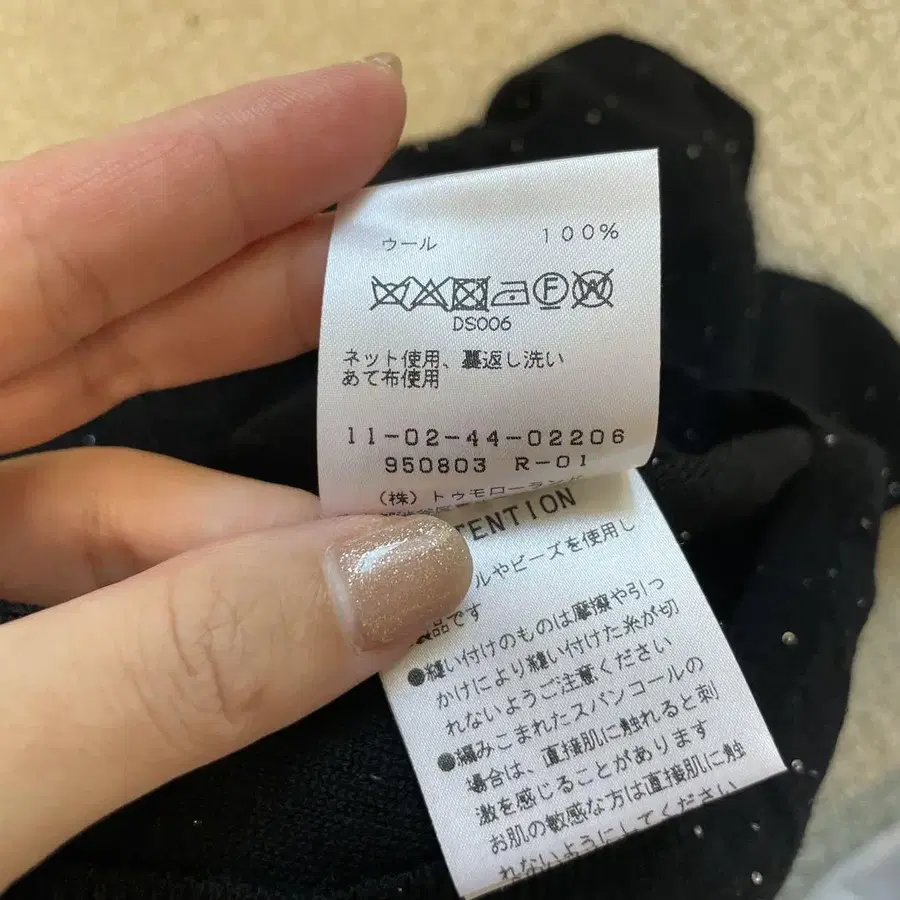 ウール 100%
DS006
ネット使用、裏返し洗い
あて布使用
11-02-44-02206
950803 R-01
(株)トゥモローランド
TENTION
ルやビーズを使用し
品です
●縫い付けのものは摩擦や引っ
かけにより縫い付けた糸が切
れないようご注意ください
●編みこまれたスパンコールの
場合は、直接肌に触れると刺
激を感じることがあります
お肌の敏感な方は直接肌に触
れないようにしてください